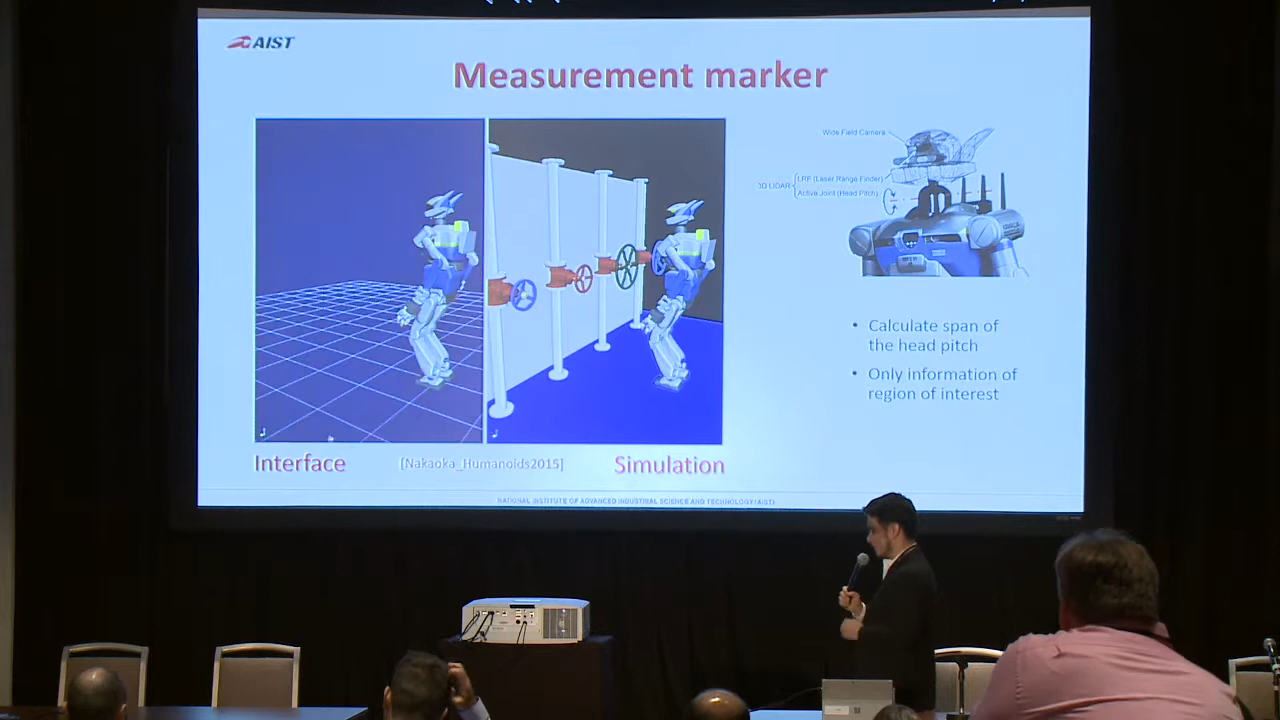 AIST
Measurement marker
Wide Field Camera
3D LIDAR
LRF (Laser Range Finder)
Active Joint (Head Pitch)
• Calculate span of
the head pitch
• Only information of
region of interest
Interface
[Nakaoka_Humanoids2015]
Simulation
NATIONAL INSTITUTE OF ADVANCED INDUSTRIAL SCIENCE AND TECHNOLOGY (AIST)